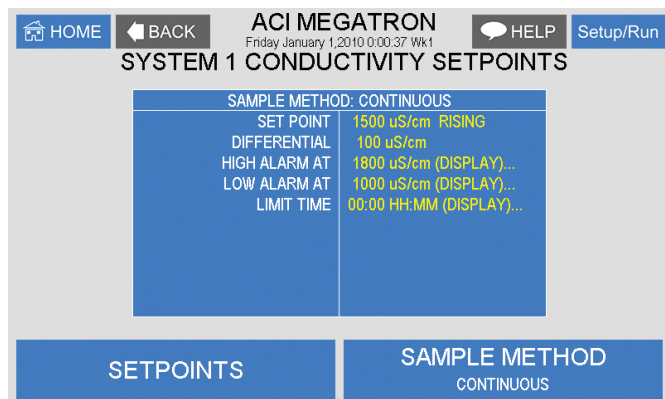 HOME
BACK
ACI MEGATRON
Friday January 1,2010 0:00:37 Wk1
HELP
Setup/Run
SYSTEM 1 CONDUCTIVITY SETPOINTS
SAMPLE METHOD: CONTINUOUS
SET POINT 1500 uS/cm RISING
DIFFERENTIAL 100 uS/cm
HIGH ALARM AT 1800 uS/cm (DISPLAY)...
LOW ALARM AT 1000 uS/cm (DISPLAY)...
LIMIT TIME 00:00 HH:MM (DISPLAY)...
SETPOINTS
SAMPLE METHOD
CONTINUOUS